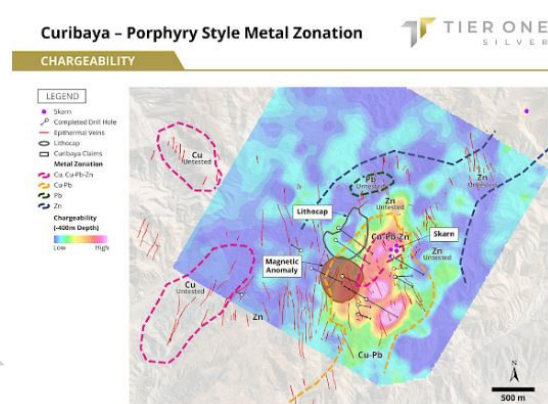 Curibaya – Porphyry Style Metal Zonation
TIER ONE
SILVER
CHARGEABILITY
LEGEND
Skarn
Completed Drill Hole
Epithermal Veins
Lithocap
Curibaya Claims
Metal Zonation
Cu, Cu-Pb-Zn
Cu-Pb
Pb
Zn
Chargeability
(-400m Depth)
Low
High
Cu
Untested
Pb
Untested
Zn
Untested
Zn
Untested
Lithocap
Cu-Pb-Zn
Skarn
Zn
Untested
Magnetic
Anomaly
Cu
Untested
Zn
Cu-Pb
N
500 m